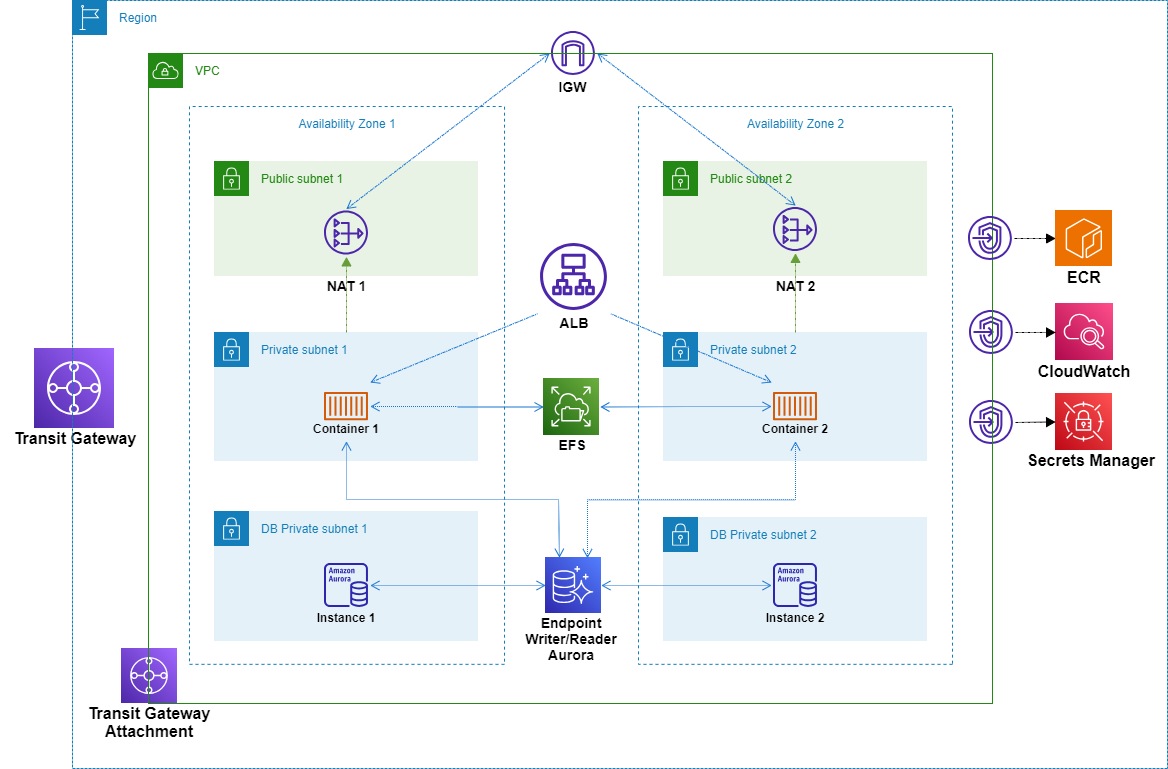 Region
VPC
IGW
Availability Zone 1
Availability Zone 2
Public subnet 1
Public subnet 2
NAT 1
NAT 2
ALB
ECR
Private subnet 1
Private subnet 2
CloudWatch
Transit Gateway
Container 1
EFS
Container 2
Secrets Manager
DB Private subnet 1
DB Private subnet 2
Amazon
Aurora
Instance 1
Amazon
Aurora
Instance 2
Endpoint
Writer/Reader
Aurora
Transit Gateway
Attachment